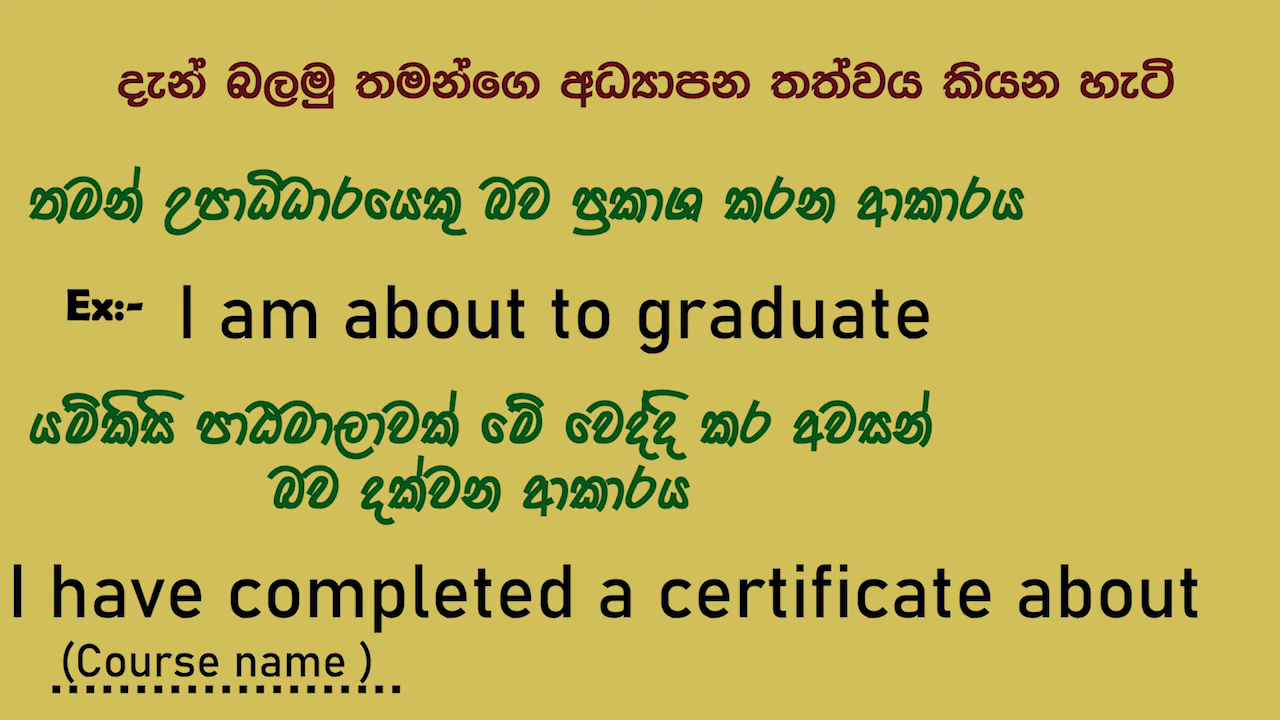 දැන් බලමු තමන්ගෙ අධ්‍යාපන තත්වය කියන හැටි
තමන් උපාධිධාරයෙකු බව ප්‍රකාශ කරන ආකාරය
Ex:- I am about to graduate
යම්කිසි පාඨමාලාවක් මේ වෙද්දි කර අවසන්
බව දක්වන ආකාරය
I have completed a certificate about
(Course name )
....................